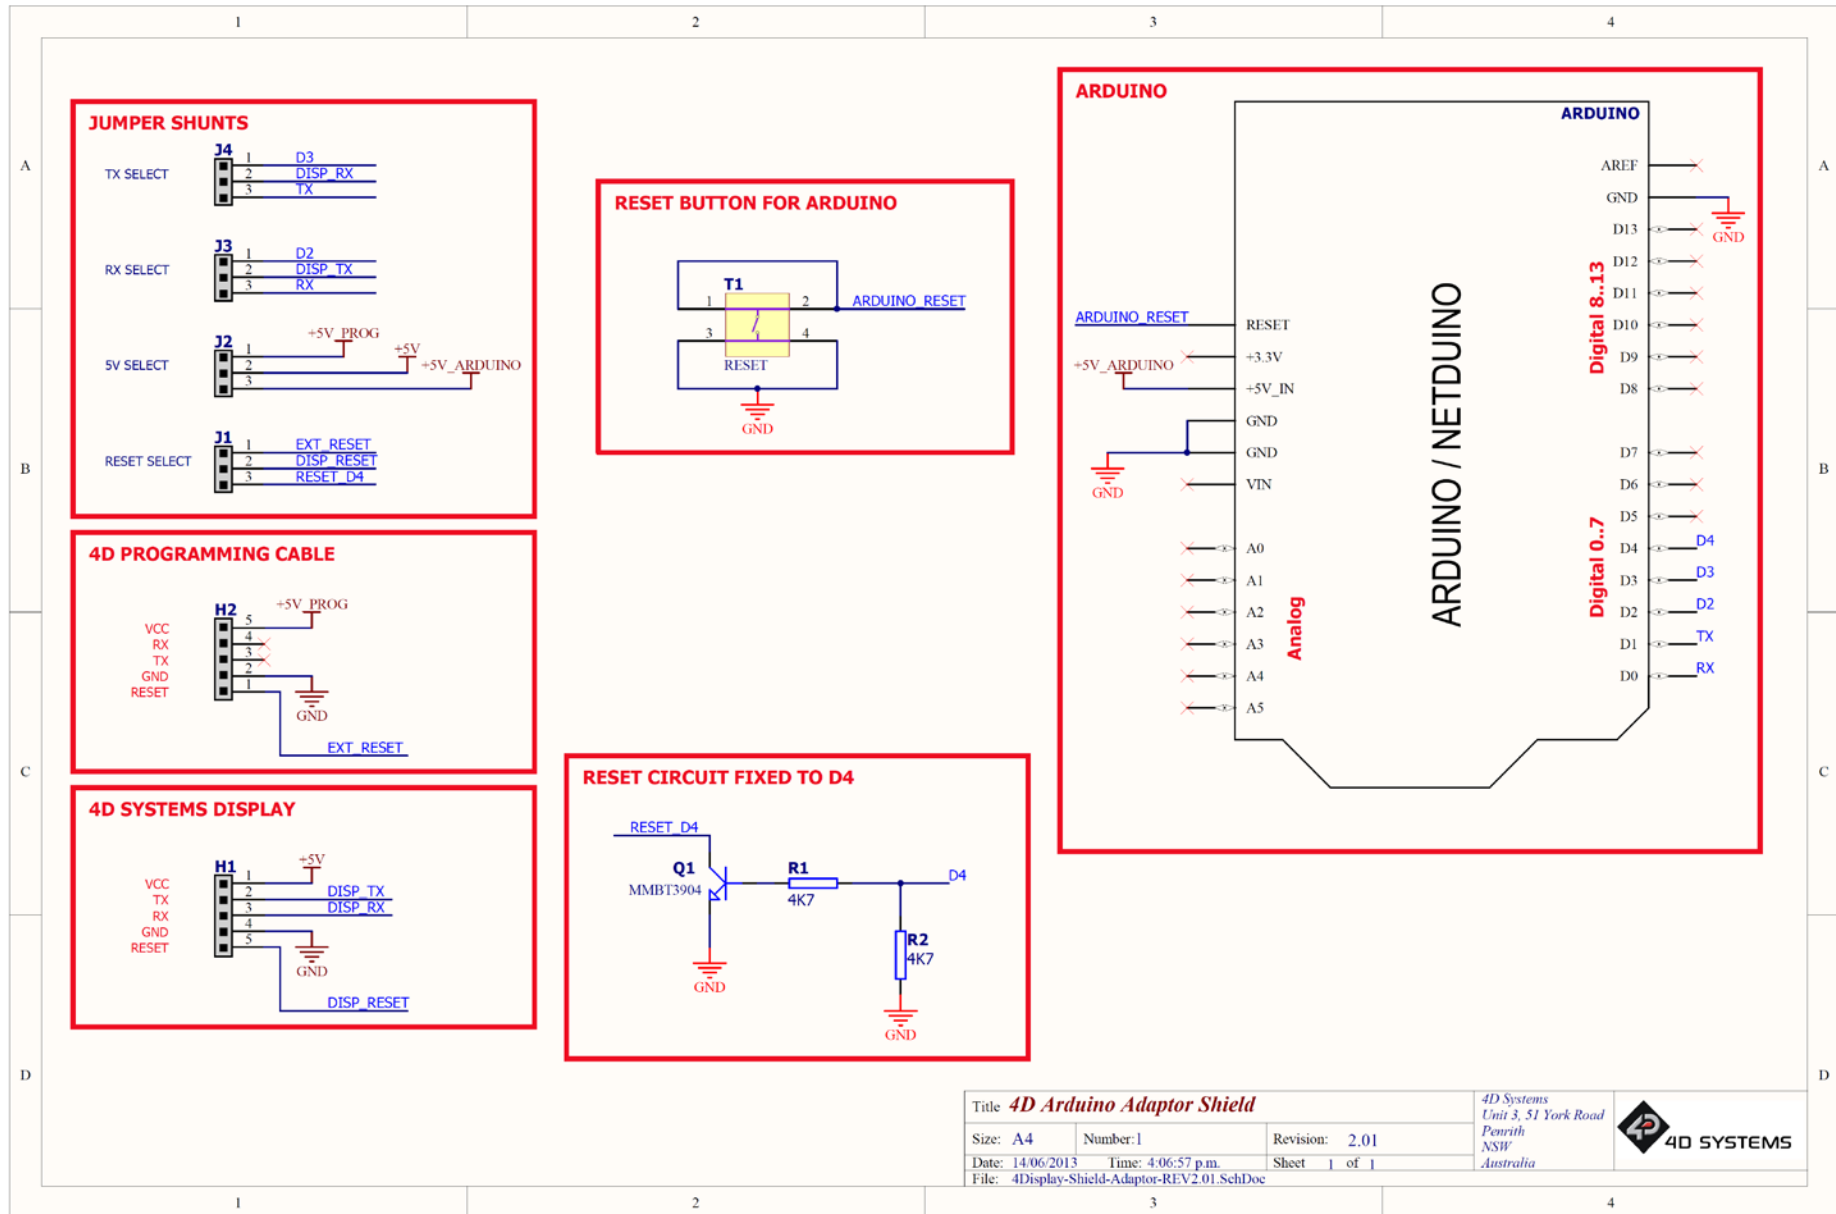 1 2 3 4
A
B
C
D
JUMPER SHUNTS
TX SELECT
J4
1 D3
2 DISP_RX
3 TX
RX SELECT
J3
1 D2
2 DISP_TX
3 RX
5V SELECT
J2
1 +5V_PROG
2 +5V
3 +5V_ARDUINO
RESET SELECT
J1
1 EXT_RESET
2 DISP_RESET
3 RESET_D4
4D PROGRAMMING CABLE
H2
+5V_PROG
VCC 5
RX 4
TX 3
GND 2
RESET 1
GND
EXT_RESET
4D SYSTEMS DISPLAY
H1
+5V
VCC 1
TX 2 DISP_TX
RX 3 DISP_RX
GND 4
RESET 5
GND
DISP_RESET
RESET BUTTON FOR ARDUINO
T1
1 2 ARDUINO_RESET
3 4
RESET
GND
RESET CIRCUIT FIXED TO D4
RESET_D4
Q1
MMBT3904
R1
4K7
D4
R2
4K7
GND
GND
ARDUINO
ARDUINO
ARDUINO_RESET
RESET
+3.3V
+5V_ARDUINO
+5V_IN
GND
GND
GND
VIN
A0
A1
A2
A3
A4
A5
Analog
ARDUINO / NETDUINO
Digital 8..13
Digital 0..7
AREF
GND
GND
D13
D12
D11
D10
D9
D8
D7
D6
D5
D4 D4
D3 D3
D2 D2
D1 TX
D0 RX
Title 4D Arduino Adaptor Shield
Size: A4 Number:1 Revision: 2.01
Date: 14/06/2013 Time: 4:06:57 p.m. Sheet 1 of 1
File: 4Display-Shield-Adaptor-REV2.01.SchDoc
4D Systems
Unit 3, 51 York Road
Penrith
NSW
Australia
4D SYSTEMS
A
B
C
D
1 2 3 4